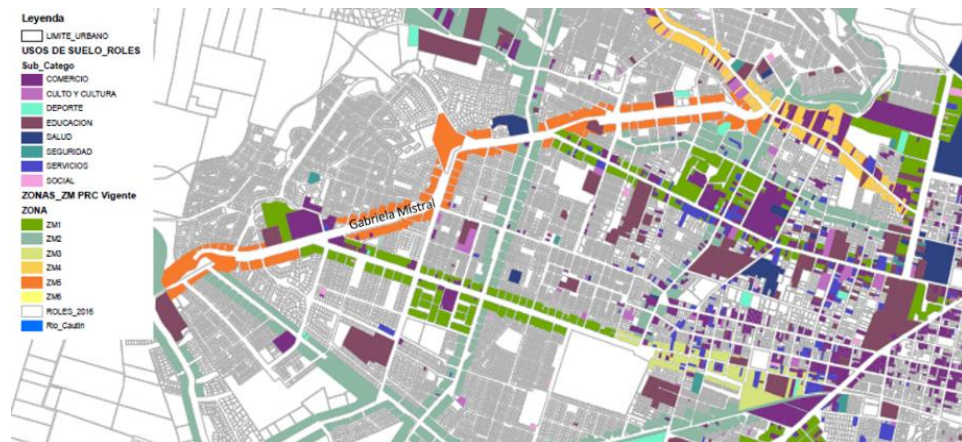 Leyenda
LIMITE_URBANO
USOS DE SUELO_ROLES
Sub_Catego
COMERCIO
CULTO Y CULTURA
DEPORTE
EDUCACION
SALUD
SEGURIDAD
SERVICIOS
SOCIAL
ZONAS_ZM PRC Vigente
ZONA
ZM1
ZM2
ZM3
ZM4
ZM5
ZM6
ROLES_2016
Rio_Cautin
Gabriela Mistral